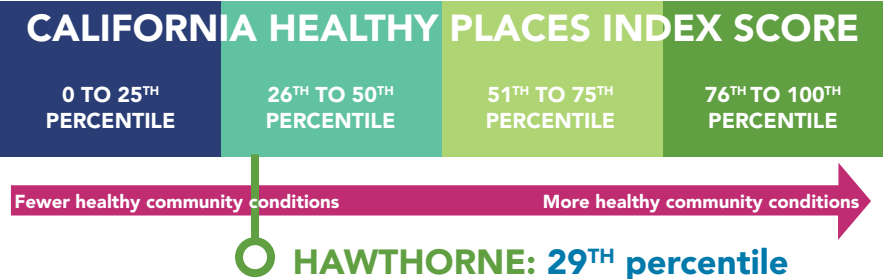 CALIFORNIA HEALTHY PLACES INDEX SCORE
0 TO 25TH
PERCENTILE
26TH TO 50TH
PERCENTILE
51TH TO 75TH
PERCENTILE
76TH TO 100TH
PERCENTILE
Fewer healthy community conditions
More healthy community conditions
HAWTHORNE: 29TH percentile